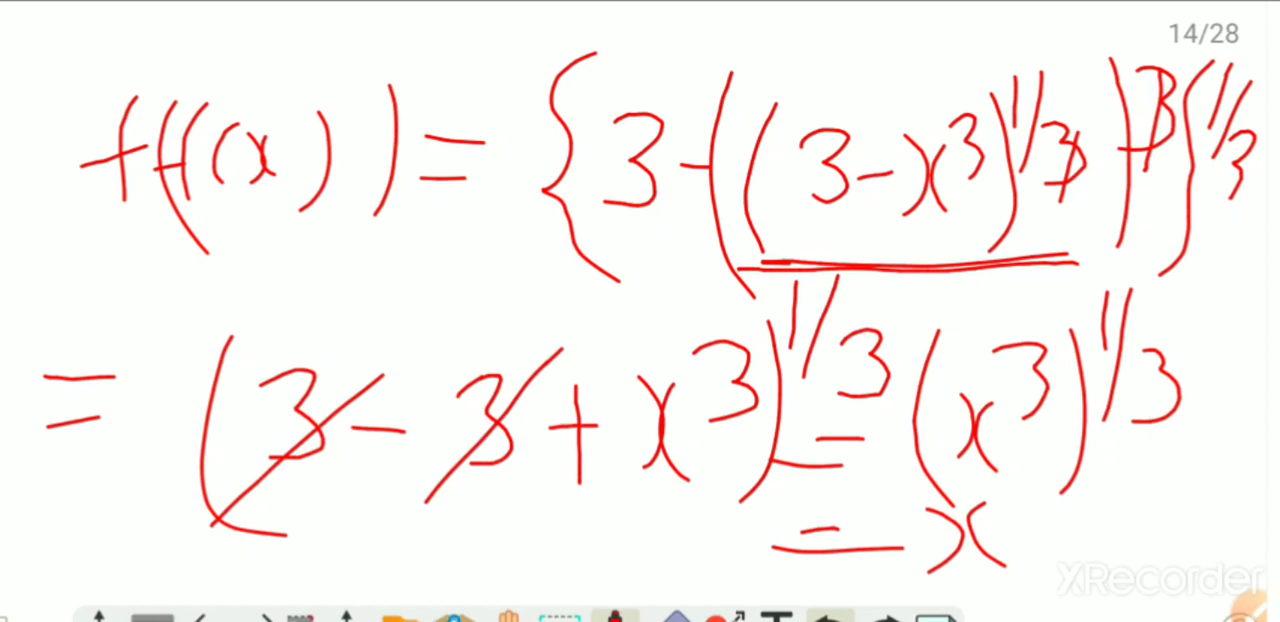 14/28
f(f(x)) = {3-((3-x³)^1/3)^3}^1/3
= (3-3+x³)^1/3 = (x³)^1/3
= x
XRecorder